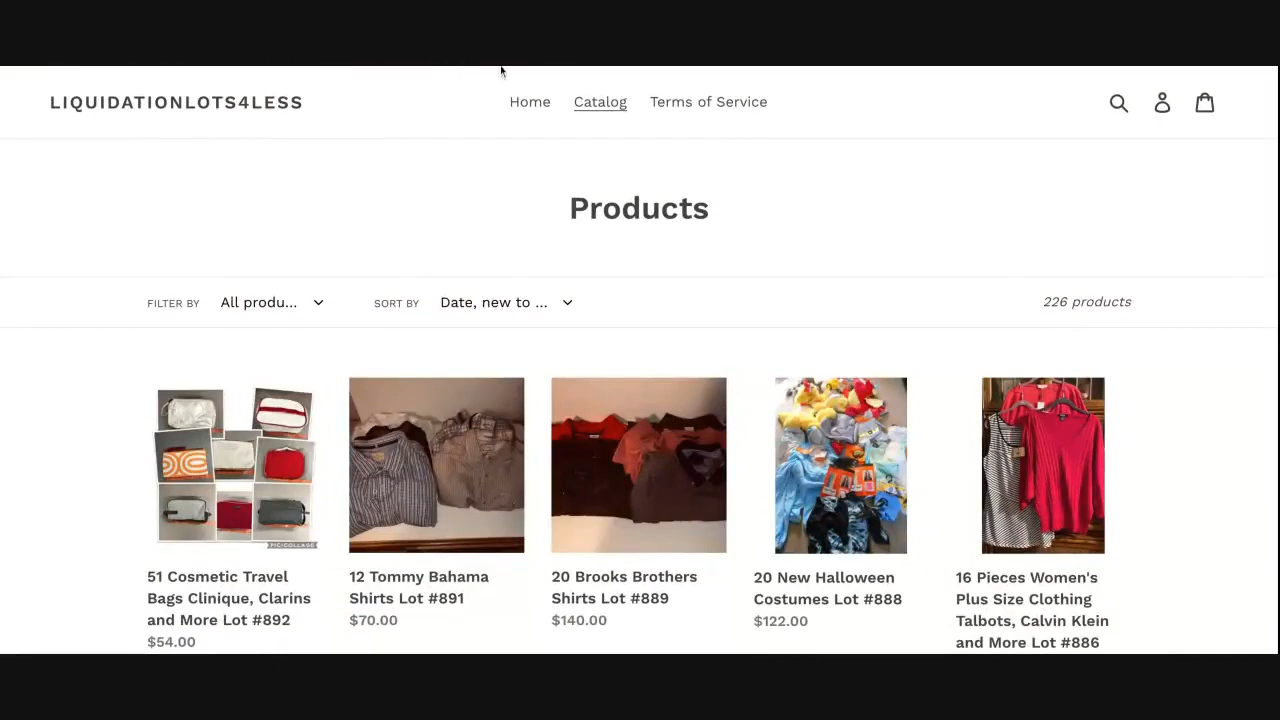 LIQUIDATIONLOTS4LESS
Home Catalog Terms of Service
Products
FILTER BY All produ... SORT BY Date, new to ... 226 products
PIC•COLLAGE
51 Cosmetic Travel
Bags Clinique, Clarins
and More Lot #892
$54.00
12 Tommy Bahama
Shirts Lot #891
$70.00
20 Brooks Brothers
Shirts Lot #889
$140.00
20 New Halloween
Costumes Lot #888
$122.00
16 Pieces Women's
Plus Size Clothing
Talbots, Calvin Klein
and More Lot #886